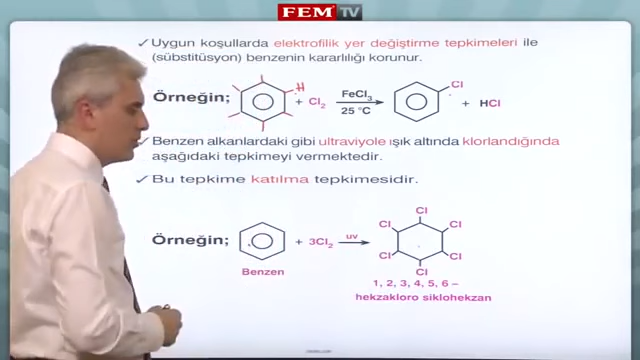 FEM TV
✓ Uygun koşullarda elektrofilik yer değiştirme tepkimeleri ile
(sübstitüsyon) benzenin kararlılığı korunur.
Örneğin; H + Cl₂ FeCl₃ 25 °C Cl + HCl
✓ Benzen alkanlardaki gibi ultraviyole ışık altında klorlandığında
aşağıdaki tepkimeyi vermektedir.
✓ Bu tepkime katılma tepkimesidir.
Örneğin; + 3Cl₂ uv Cl Cl Cl Cl Cl Cl
Benzen
1, 2, 3, 4, 5, 6 –
hekzakloro siklohekzan